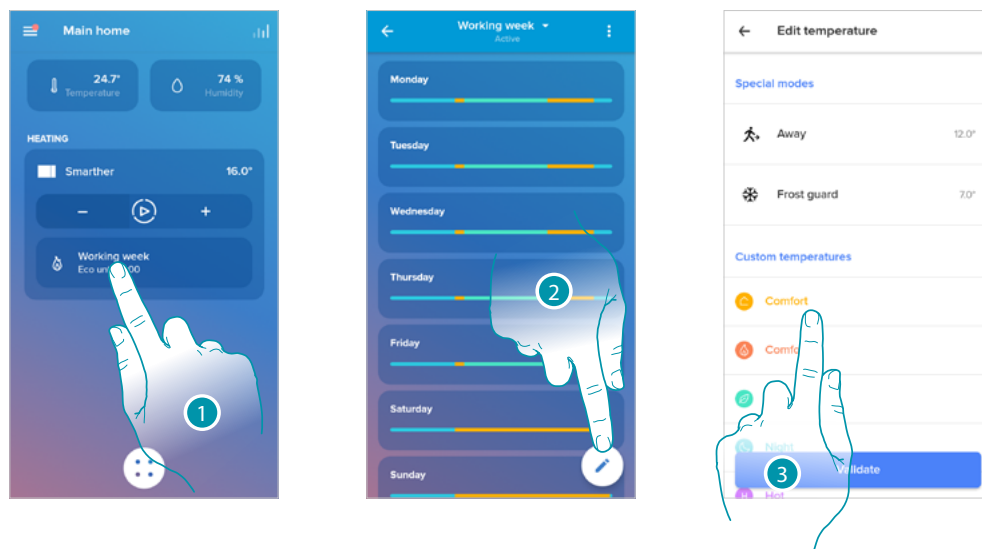 Main home
24.7°
Temperature
74 %
Humidity
HEATING
Smarther
16.0°
Working week
Eco
1
Working week
Active
Monday
Tuesday
Wednesday
Thursday
Friday
Saturday
Sunday
2
Edit temperature
Special modes
Away
12.0°
Frost guard
7.0°
Custom temperatures
Comfort
Night
Validate
Hot
3